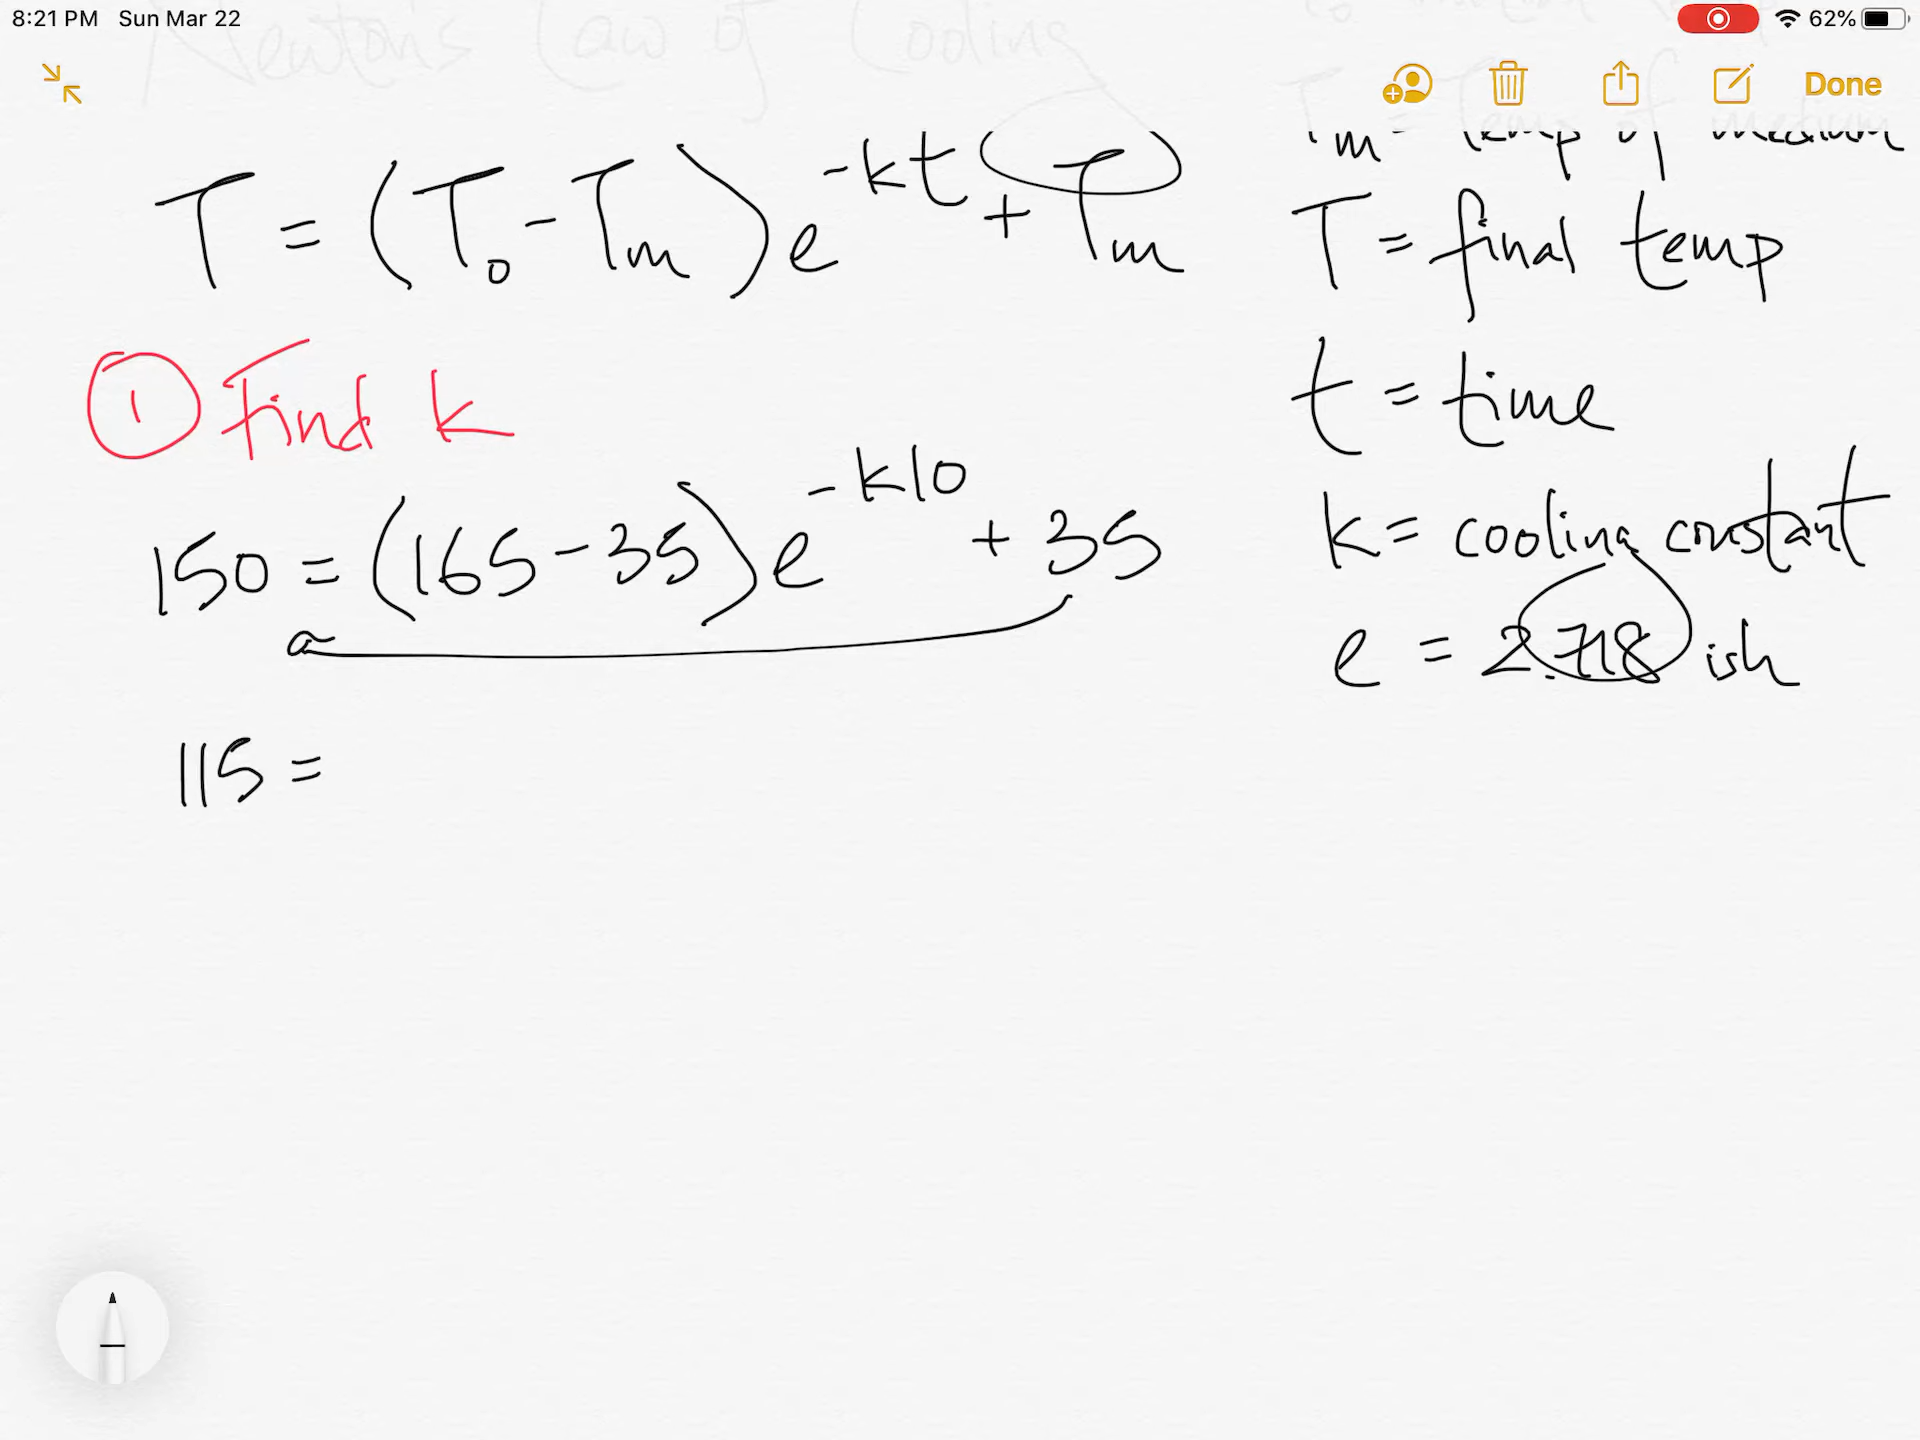 8:21 PM Sun Mar 22
62%
Newton's Law of Cooling
Done
T = (T₀ - Tm)e^-kt + Tm
Tm = temp of medium
T = final temp
① Find k
t = time
150 = (165 - 35)e^-k10 + 35
k = cooling constant
e = 2.718 ish
115 =